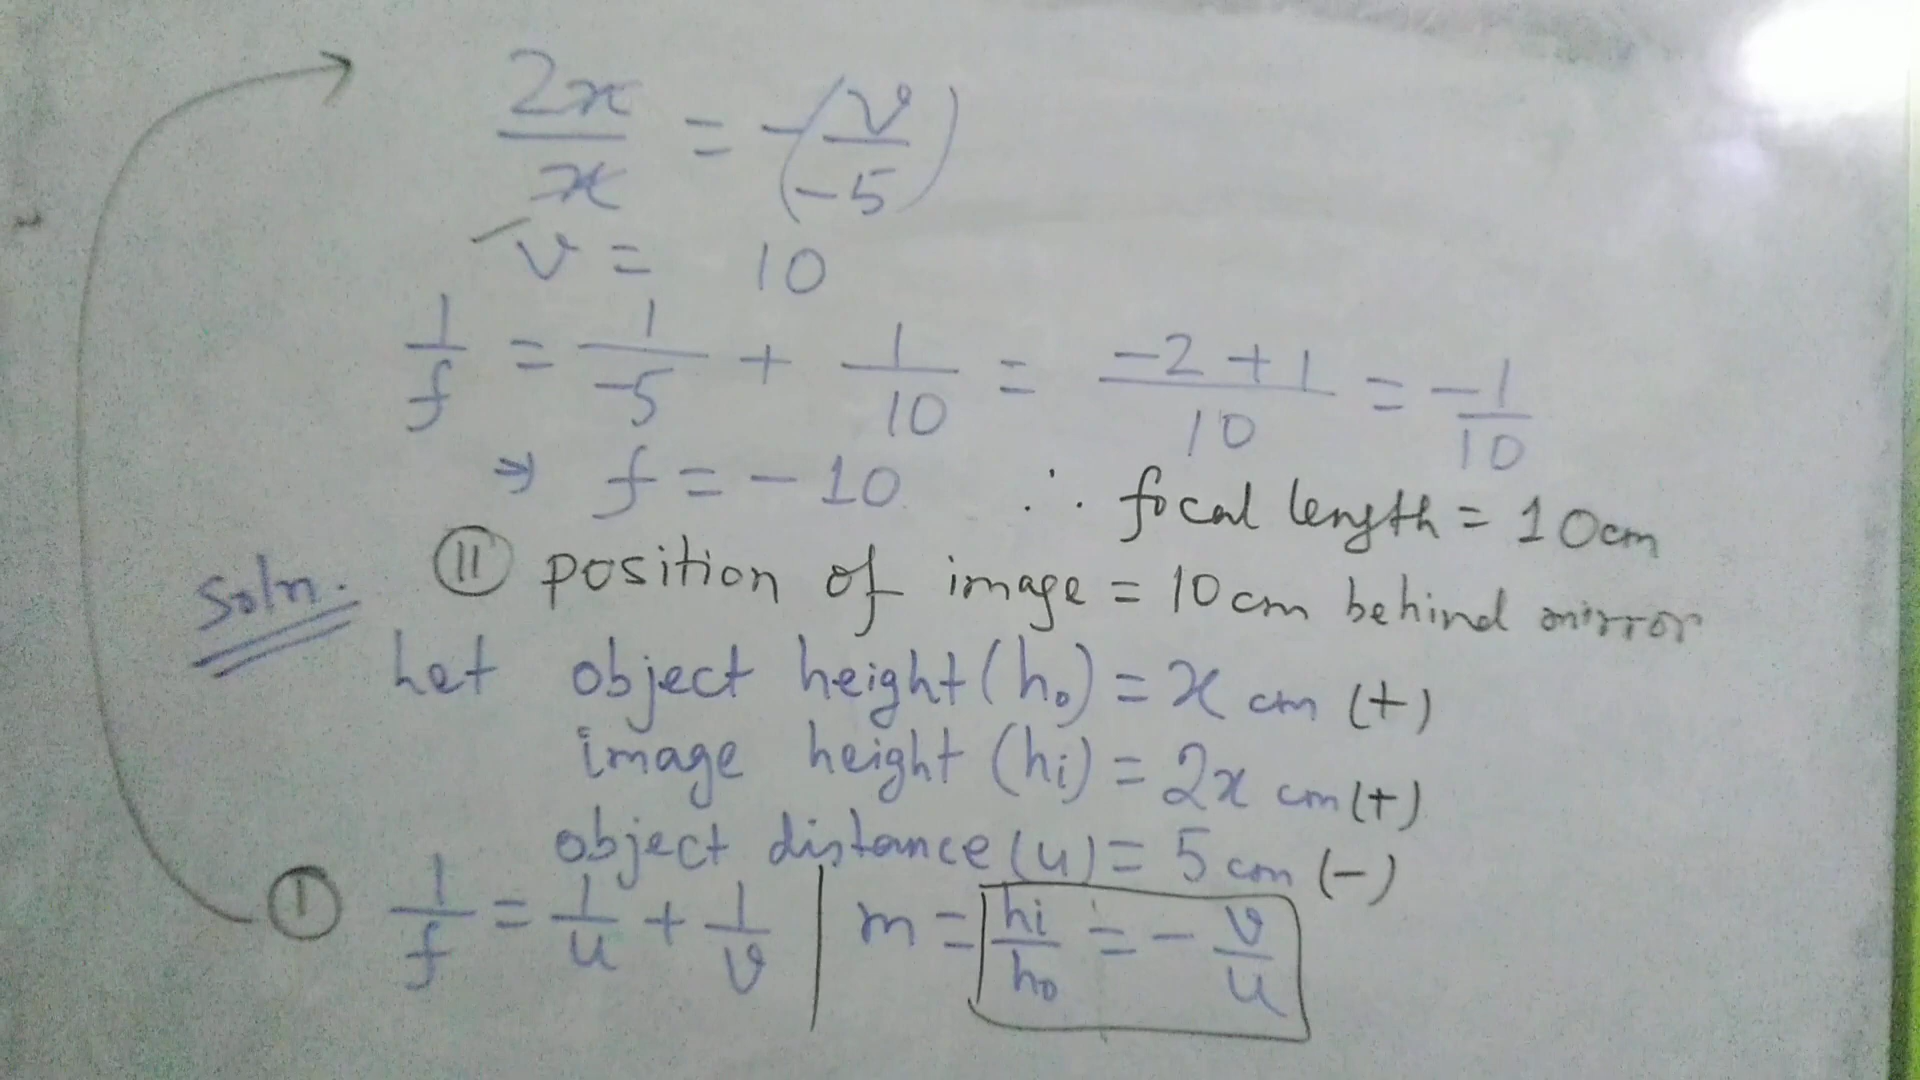 2x/x = -(v/-5)
v = 10
1/f = 1/-5 + 1/10 = -2+1/10 = -1/10
⇒ f = -10 ∴ focal length = 10cm
Soln. (II) position of image = 10cm behind mirror
Let object height (h₀) = x cm (+)
image height (hi) = 2x cm (+)
object distance (u) = 5 cm (-)
(I) 1/f = 1/u + 1/v | m = hi/h₀ = - v/u